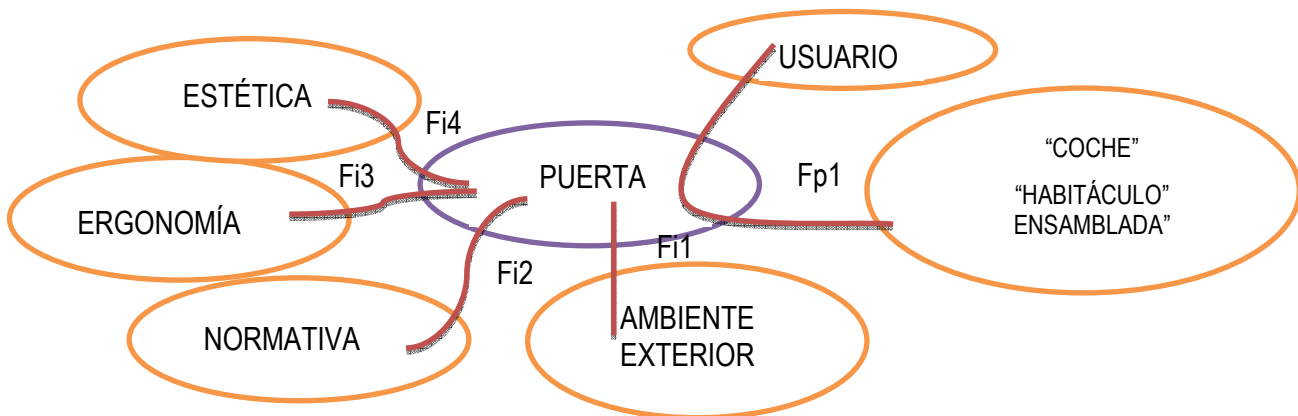 USUARIO
ESTÉTICA
Fi4
“COCHE”
“HABITÁCULO”
ENSAMBLADA”
Fi3
PUERTA
Fp1
ERGONOMÍA
Fi1
Fi2
NORMATIVA
AMBIENTE
EXTERIOR